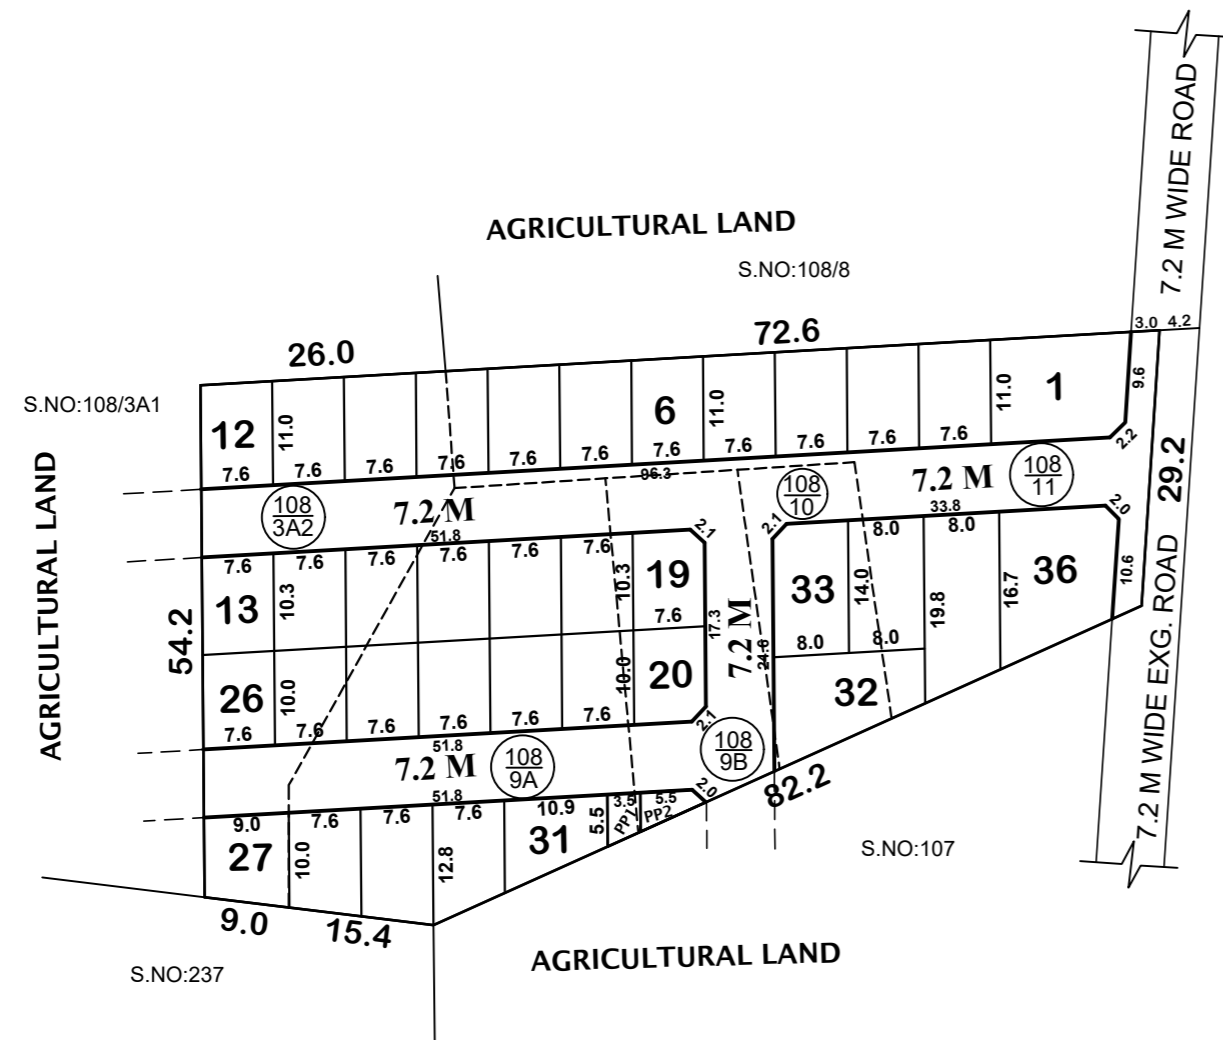 7.2 M WIDE ROAD
AGRICULTURAL LAND
S.NO:108/8
3.0 4.2
72.6
26.0
S.NO:108/3A1
12
11.0
6
11.0
11.0
1
9.6
2.2
7.6 7.6 7.6 7.6 7.6 7.6 7.6 7.6 7.6 7.6 7.6
96.3
108
3A2
7.2 M
108
10
7.2 M
108
11
29.2
51.8
2.1
2.1
33.8
2.0
7.6 7.6 7.6 7.6 7.6 7.6
8.0 8.0
AGRICULTURAL LAND
54.2
13
10.3
10.3
19
7.6
17.3
7.2 M
24.6
33
14.0
19.8
16.7
36
10.6
8.0 8.0
26
10.0
10.0
20
32
7.6 7.6 7.6 7.6 7.6 7.6
2.1
51.8
7.2 M
108
9A
108
9B
82.2
51.8
2.0
9.0 7.6 7.6 7.6 10.9
3.5 5.5
27
10.0
12.8
31
5.5
PP1
PP2
7.2 M WIDE EXG. ROAD
9.0
15.4
S.NO:107
S.NO:237
AGRICULTURAL LAND